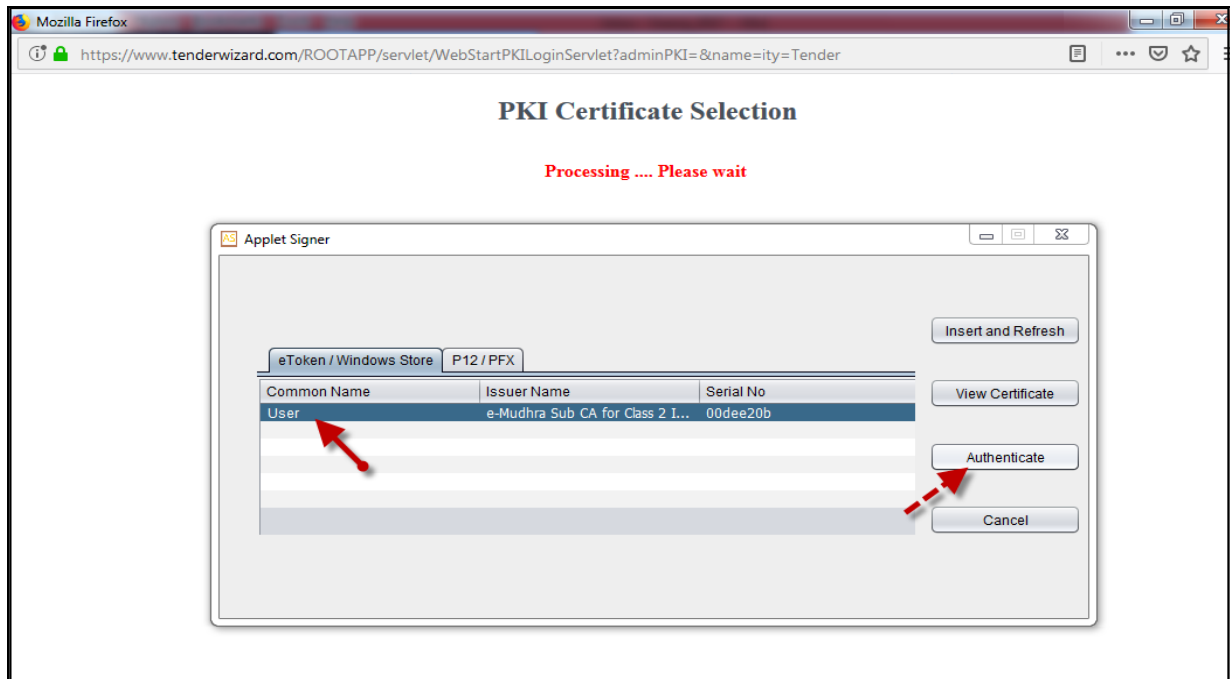 Mozilla Firefox
https://www.tenderwizard.com/ROOTAPP/servlet/WebStartPKILoginServlet?adminPKI=&name=ity=Tender
PKI Certificate Selection
Processing .... Please wait
AS Applet Signer
Insert and Refresh
eToken / Windows Store P12 / PFX
Common Name Issuer Name Serial No
View Certificate
User e-Mudhra Sub CA for Class 2 I... 00dee20b
Authenticate
Cancel